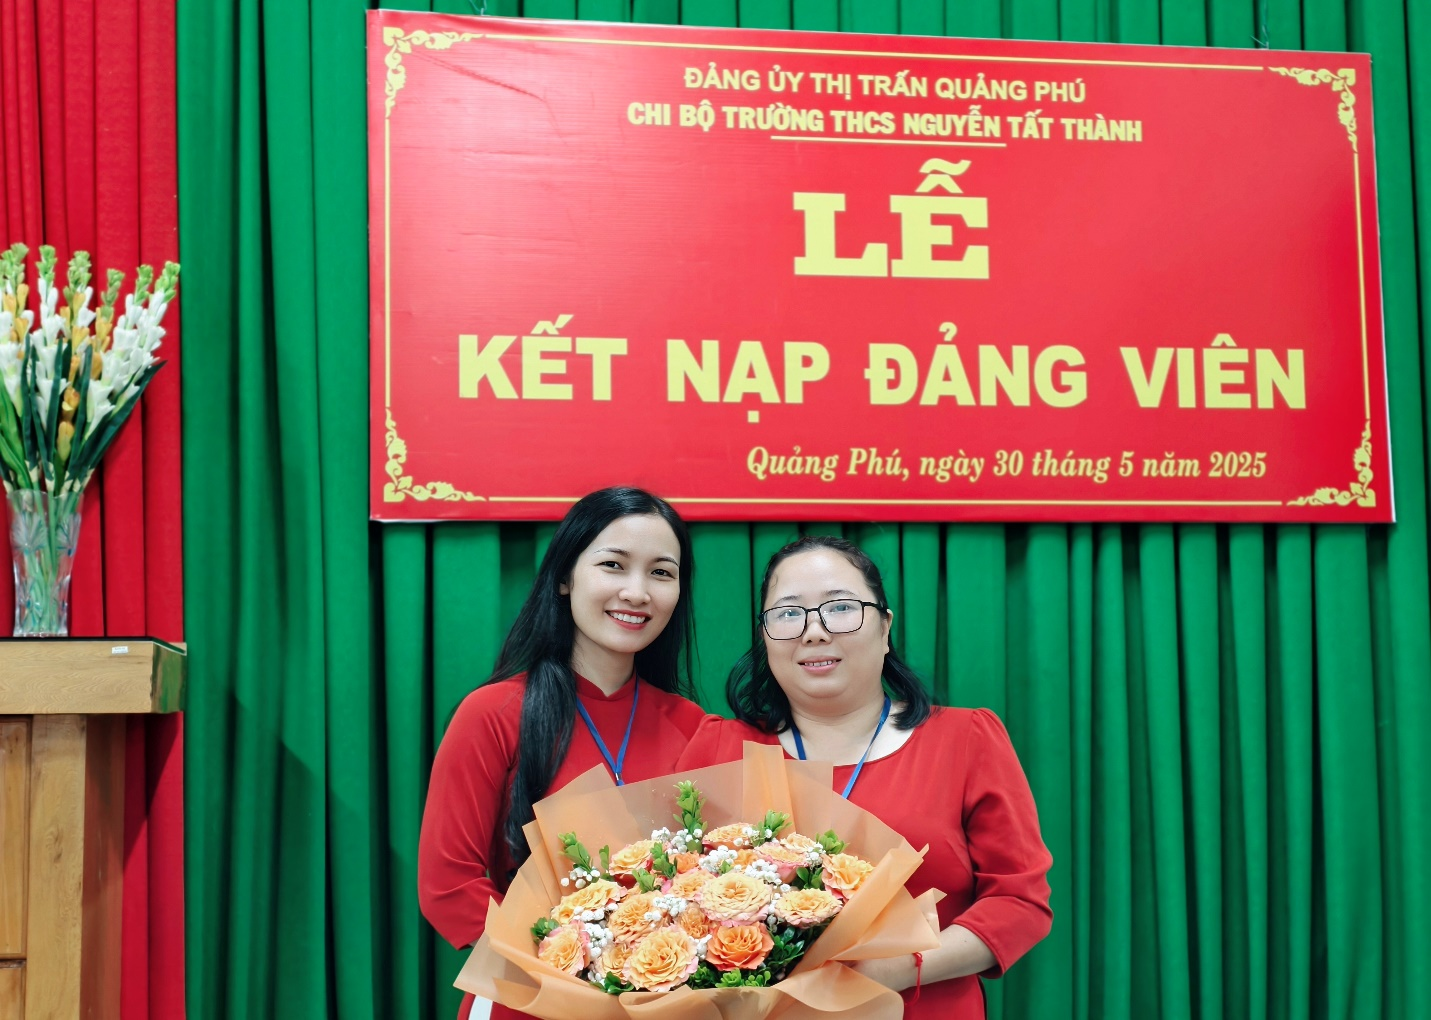 ĐẢNG ỦY THỊ TRẤN QUẢNG PHÚ
CHI BỘ TRƯỜNG THCS NGUYỄN TẤT THÀNH
LỄ
KẾT NẠP ĐẢNG VIÊN
Quảng Phú, ngày 30 tháng 5 năm 2025